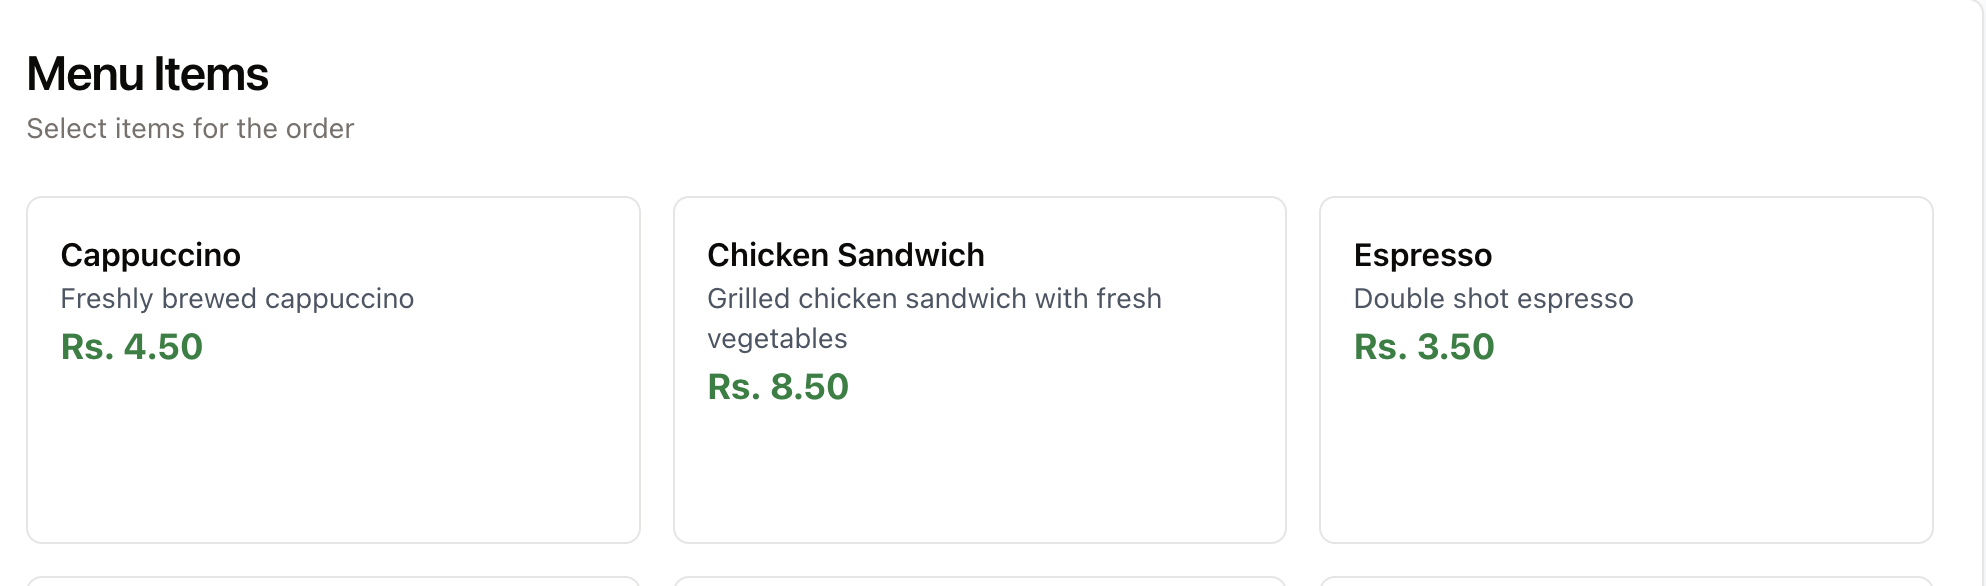 Menu Items
Select items for the order
Cappuccino
Freshly brewed cappuccino
Rs. 4.50
Chicken Sandwich
Grilled chicken sandwich with fresh
vegetables
Rs. 8.50
Espresso
Double shot espresso
Rs. 3.50